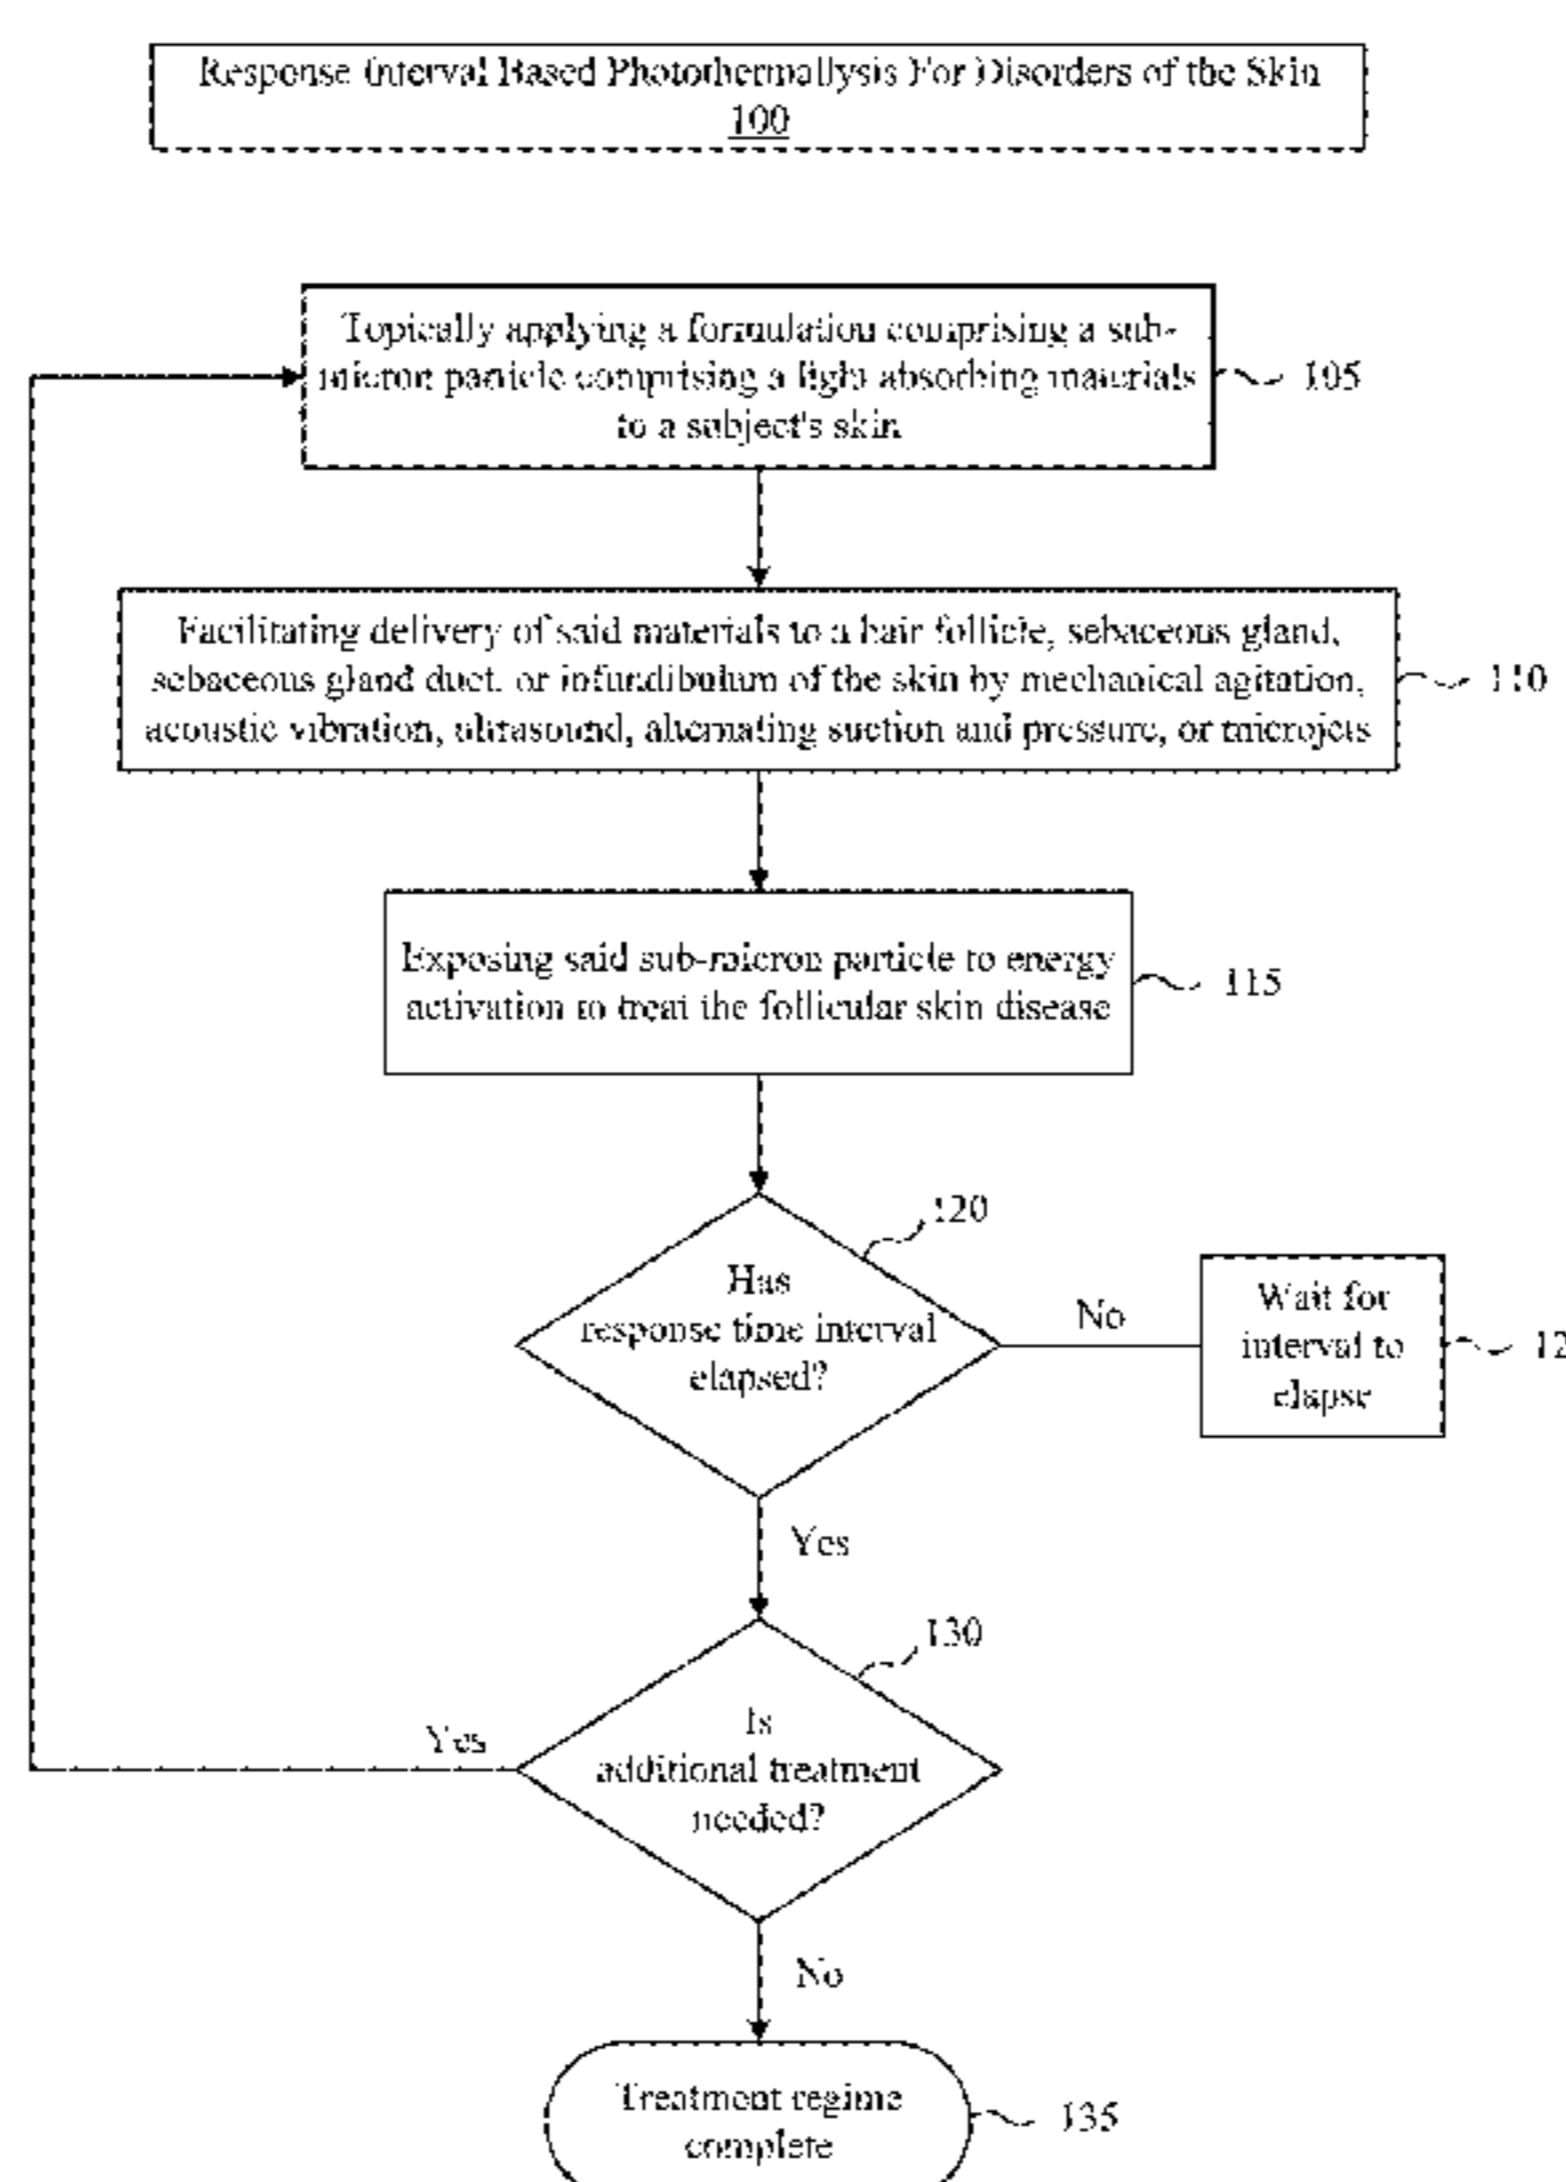 Response Interval Based Photothermallysis For Disorders of the Skin
100
Topically applying a formulation comprising a sub-
micron particle comprising a light absorbing materials
to a subject's skin
105
Facilitating delivery of said materials to a hair follicle, sebaceous gland,
sebaceous gland duct. or infundibulum of the skin by mechanical agitation,
acoustic vibration, ultrasound, alternating suction and pressure, or microjets
110
Exposing said sub-micron particle to energy
activation to treat the follicular skin disease
115
120
Has
response time interval
elapsed?
No
Wait for
interval to
elapse
12
Yes
130
Is
additional treatment
needed?
Yes
No
Treatment regime
complete
135